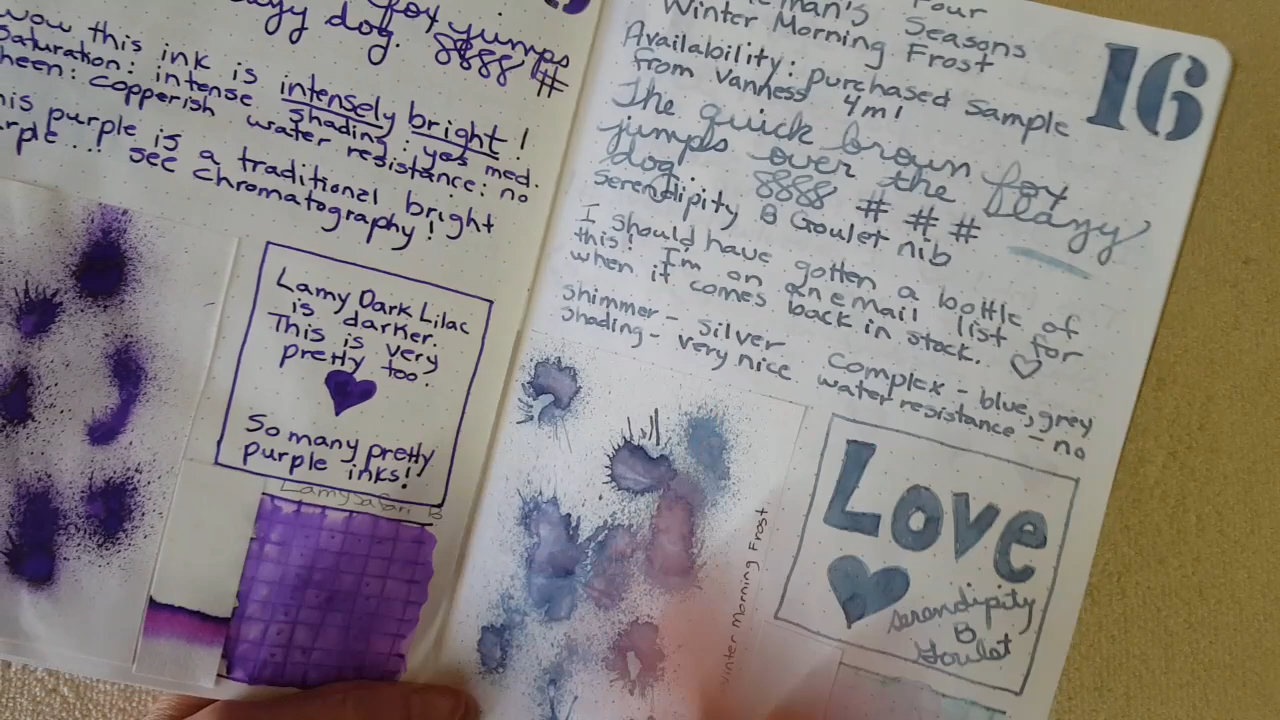 fox jumps
dog. 8888 #
Wow this ink is intensely bright!
Saturation: intense shading: yes med.
sheen: copperish water resistance: no
This purple is a traditional bright
purple... see chromatography!
Lamy Dark Lilac
is darker.
This is very
pretty too.
So many pretty
purple inks!
Lamy Safari B
man's Four Seasons
Winter Morning Frost
16
Availability: purchased sample
from Vanness 4ml
The quick brown fox
jumps over the lazy
dog. 8888 # # #
Serendipity B Goulet nib
I should have gotten a bottle of
this! I'm on an email list for
when it comes back in stock. ♡
shimmer - silver complex - blue, grey
shading - very nice water resistance - no
Winter Morning Frost
Love
serendipity
B
Goulet